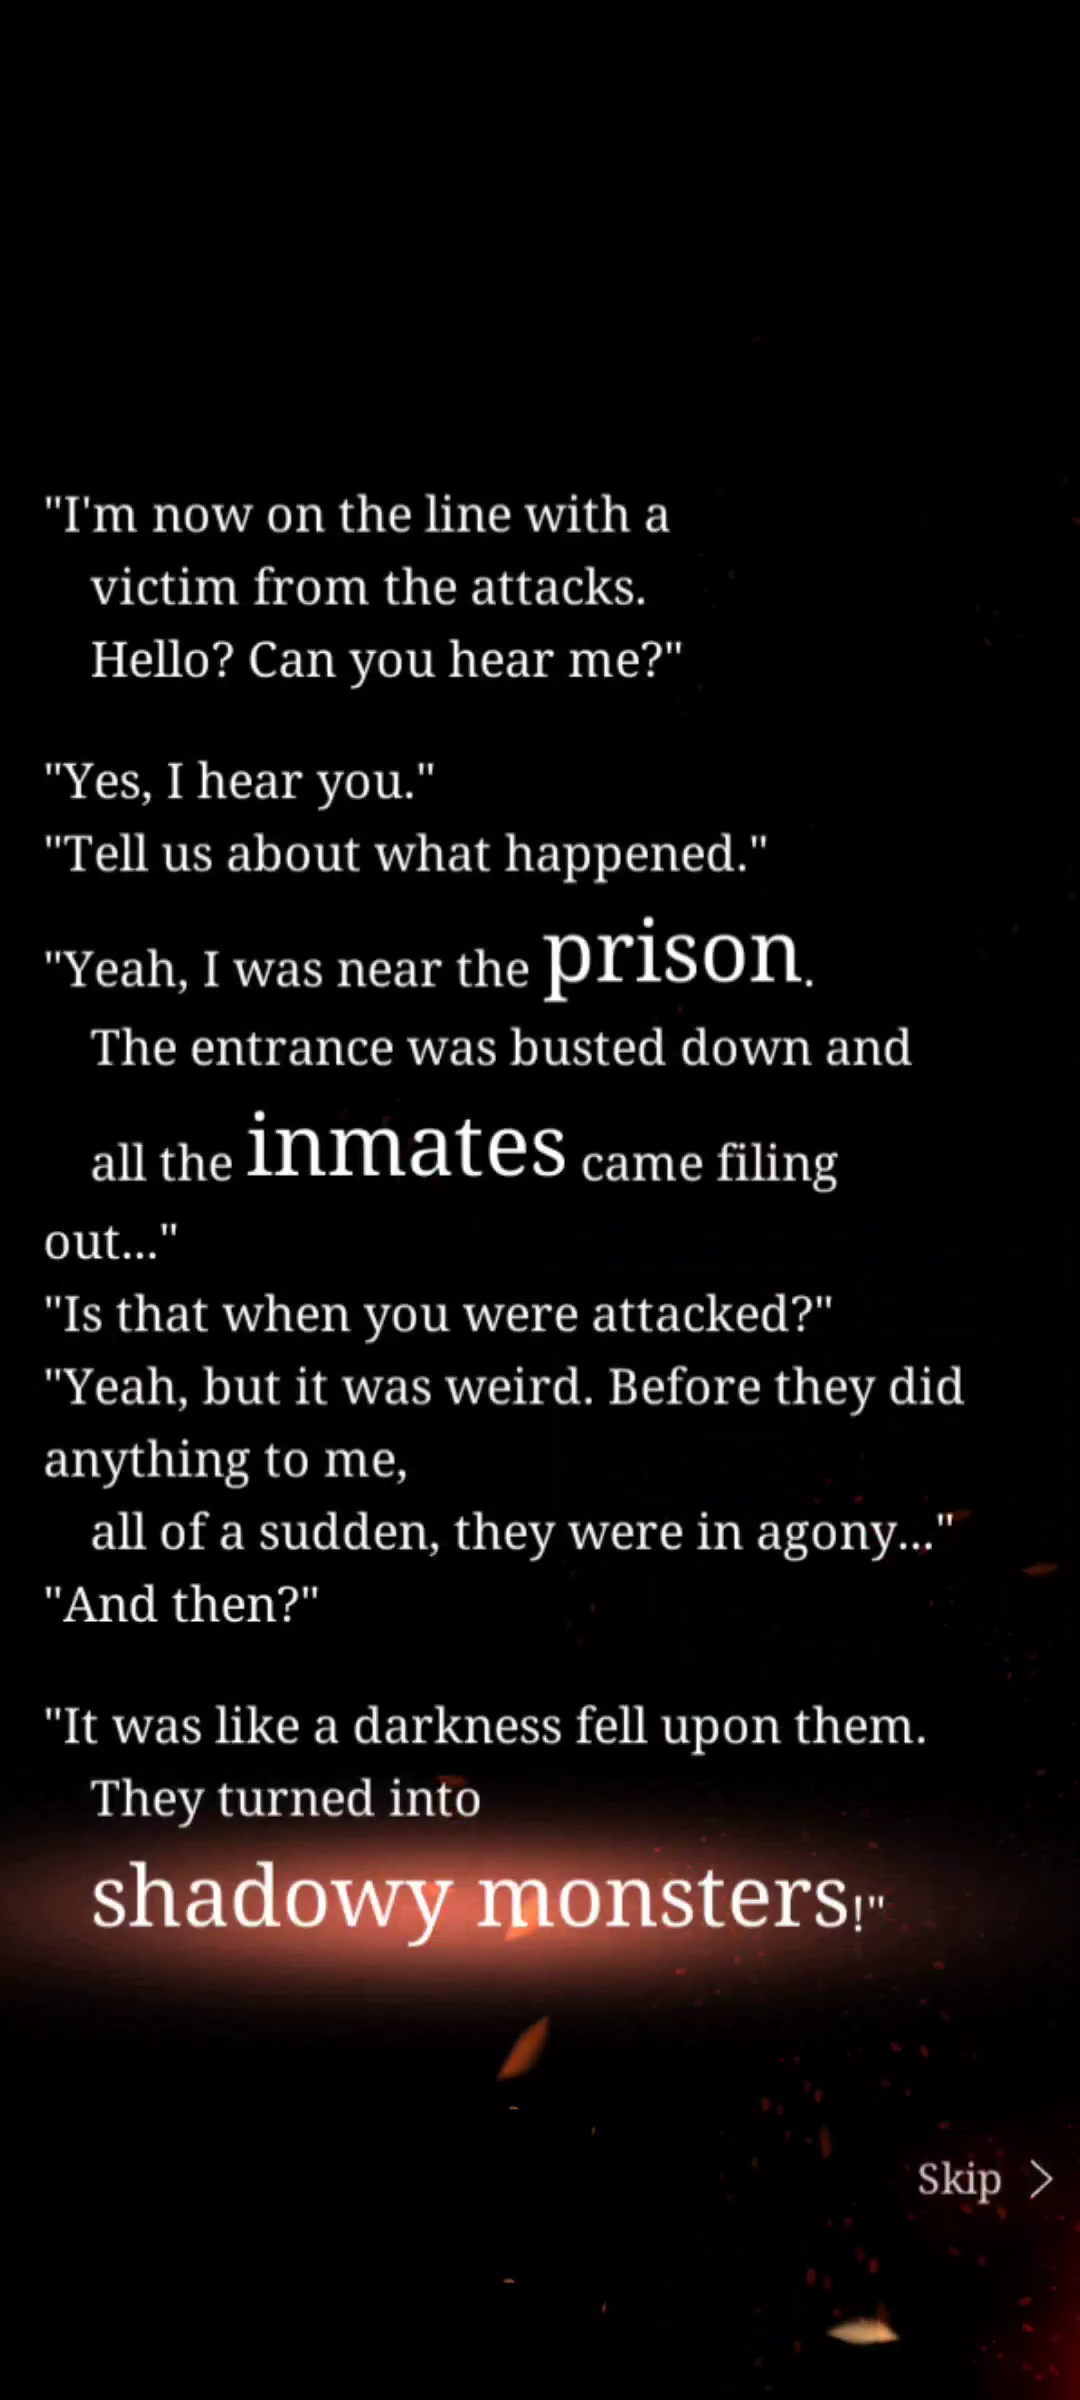 "I'm now on the line with a
victim from the attacks.
Hello? Can you hear me?"
"Yes, I hear you."
"Tell us about what happened."
"Yeah, I was near the prison.
The entrance was busted down and
all the inmates came filing
out..."
"Is that when you were attacked?"
"Yeah, but it was weird. Before they did
anything to me,
all of a sudden, they were in agony..."
"And then?"
"It was like a darkness fell upon them.
They turned into
shadowy monsters!"
Skip >